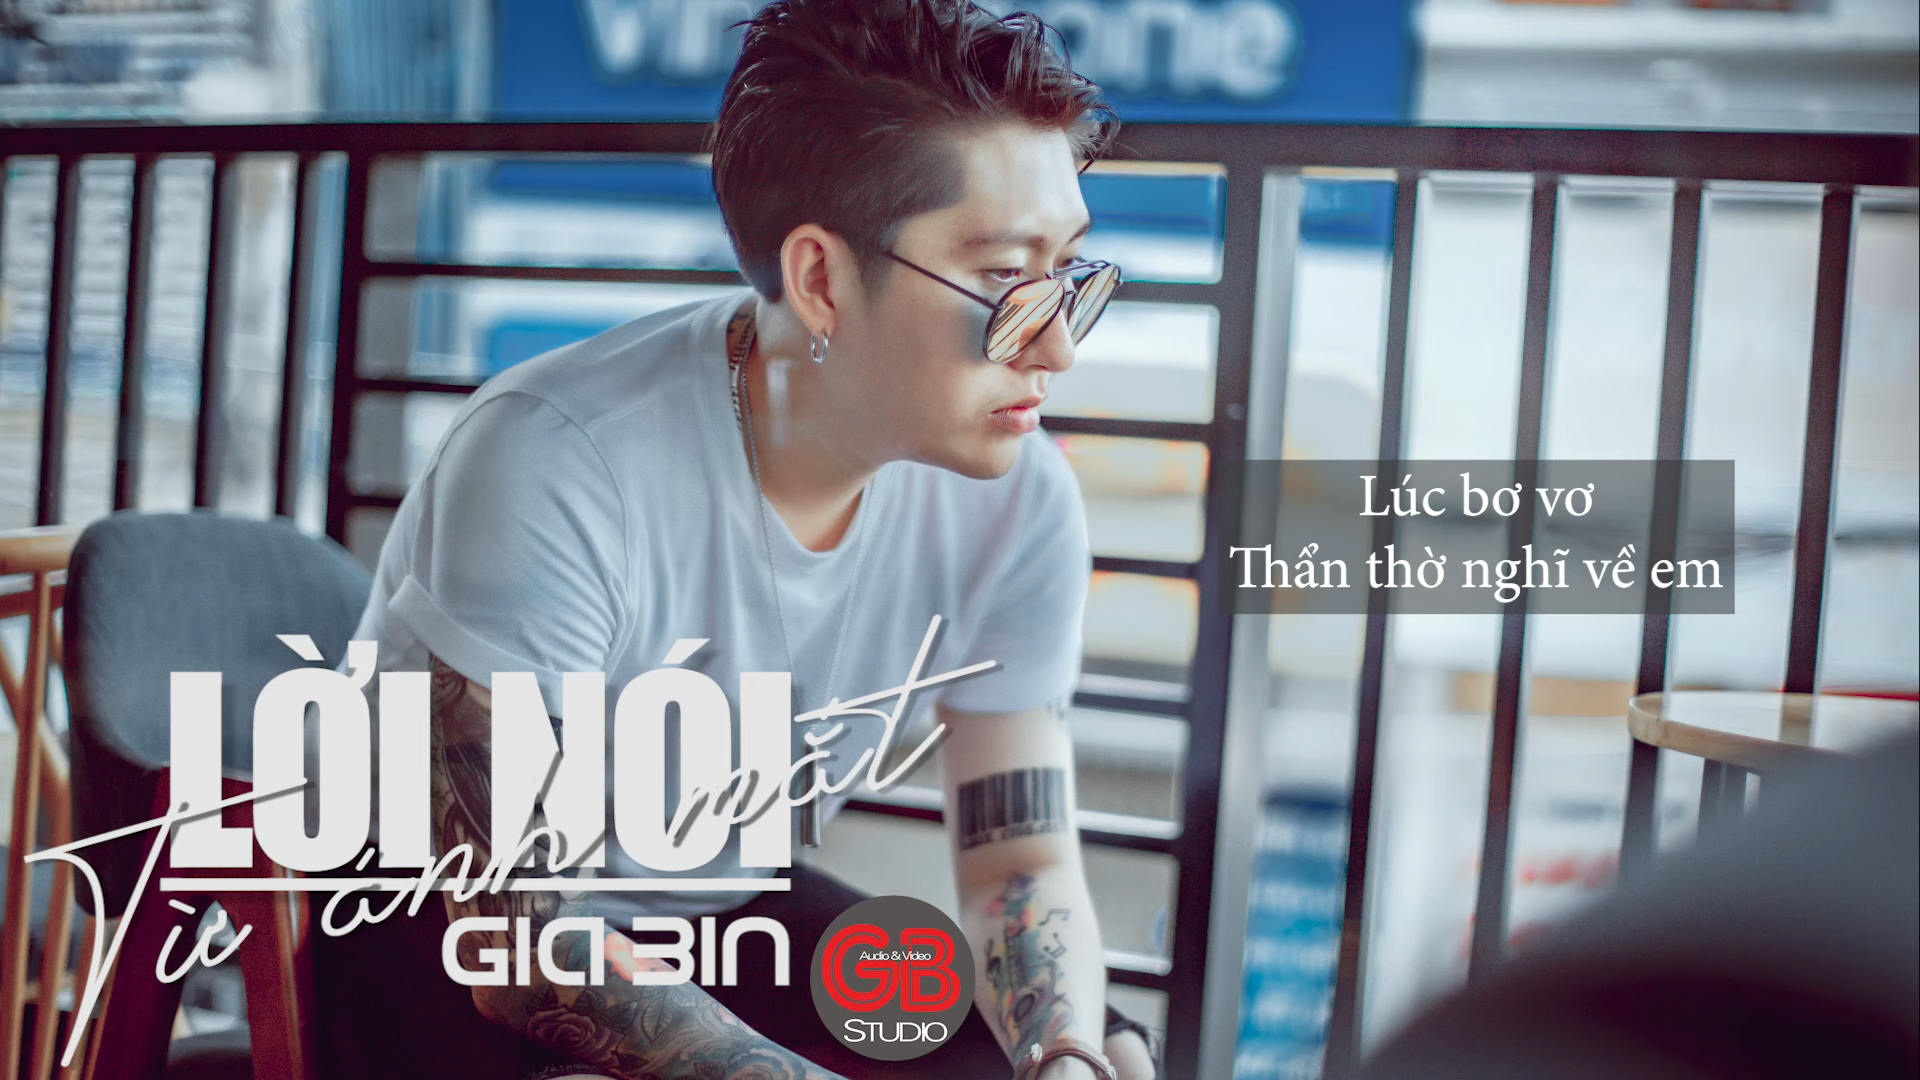 Lúc bơ vơ
Thẩn thờ nghĩ về em
LỜI NÓI
Từ ánh mắt
GIA BIN
GB
Audio & Video
STUDIO